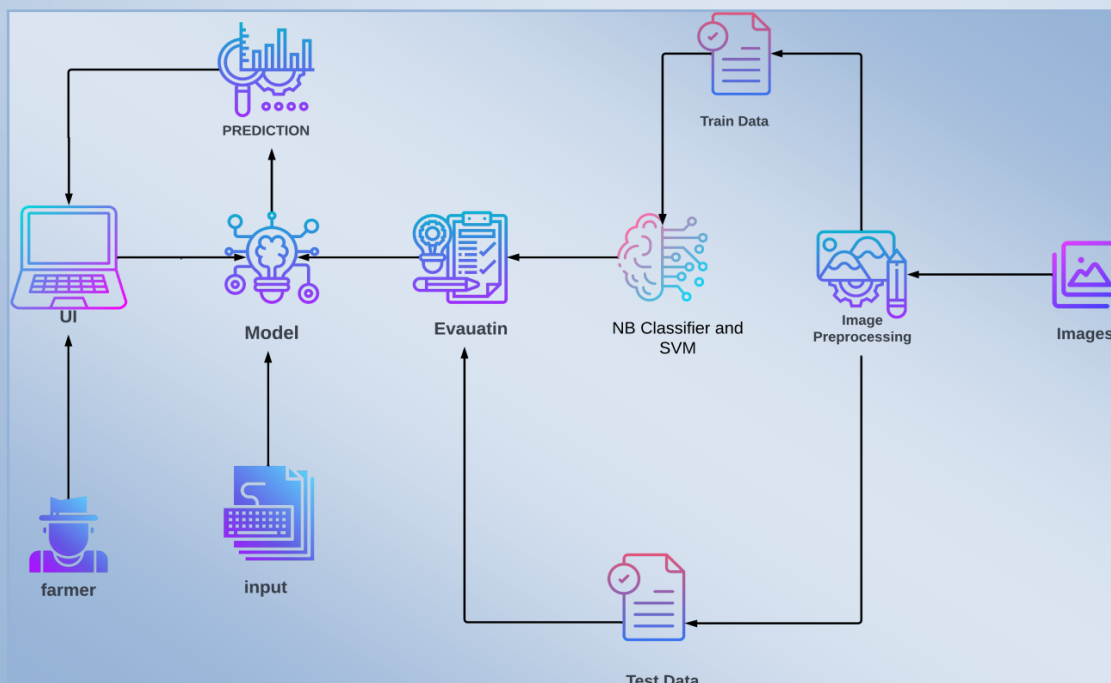 Train Data
PREDICTION
UI
Model
Evauatin
NB Classifier and
SVM
Image
Preprocessing
Images
farmer
input
Test Data